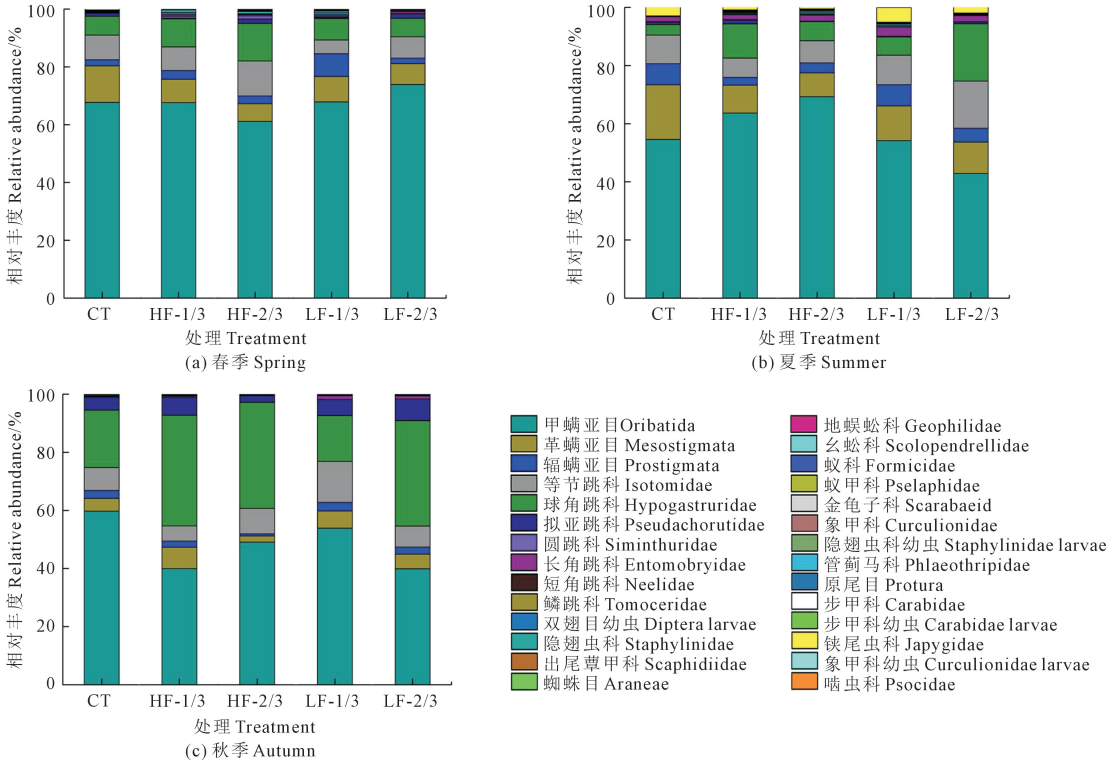 相对丰度 Relative abundance/%
100
80
60
40
20
0
CT HF-1/3 HF-2/3 LF-1/3 LF-2/3
处理 Treatment
(a) 春季 Spring
相对丰度 Relative abundance/%
100
80
60
40
20
0
CT HF-1/3 HF-2/3 LF-1/3 LF-2/3
处理 Treatment
(b) 夏季 Summer
相对丰度 Relative abundance/%
100
80
60
40
20
0
CT HF-1/3 HF-2/3 LF-1/3 LF-2/3
处理 Treatment
(c) 秋季 Autumn
甲螨亚目Oribatida
革螨亚目 Mesostigmata
辐螨亚目 Prostigmata
等节跳科 Isotomidae
球角跳科 Hypogastruridae
拟亚跳科 Pseudachorutidae
圆跳科 Siminthuridae
长角跳科 Entomobryidae
短角跳科 Neelidae
鳞跳科 Tomoceridae
双翅目幼虫 Diptera larvae
隐翅虫科 Staphylinidae
出尾蕈甲科 Scaphidiidae
蜘蛛目 Araneae
地蜈蚣科 Geophilidae
幺蚣科 Scolopendrellidae
蚁科 Formicidae
蚁甲科 Pselaphidae
金龟子科 Scarabaeid
象甲科 Curculionidae
隐翅虫科幼虫 Staphylinidae larvae
管蓟马科 Phlaeothripidae
原尾目 Protura
步甲科 Carabidae
步甲科幼虫 Carabidae larvae
铗尾虫科 Japygidae
象甲科幼虫 Curculionidae larvae
啮虫科 Psocidae